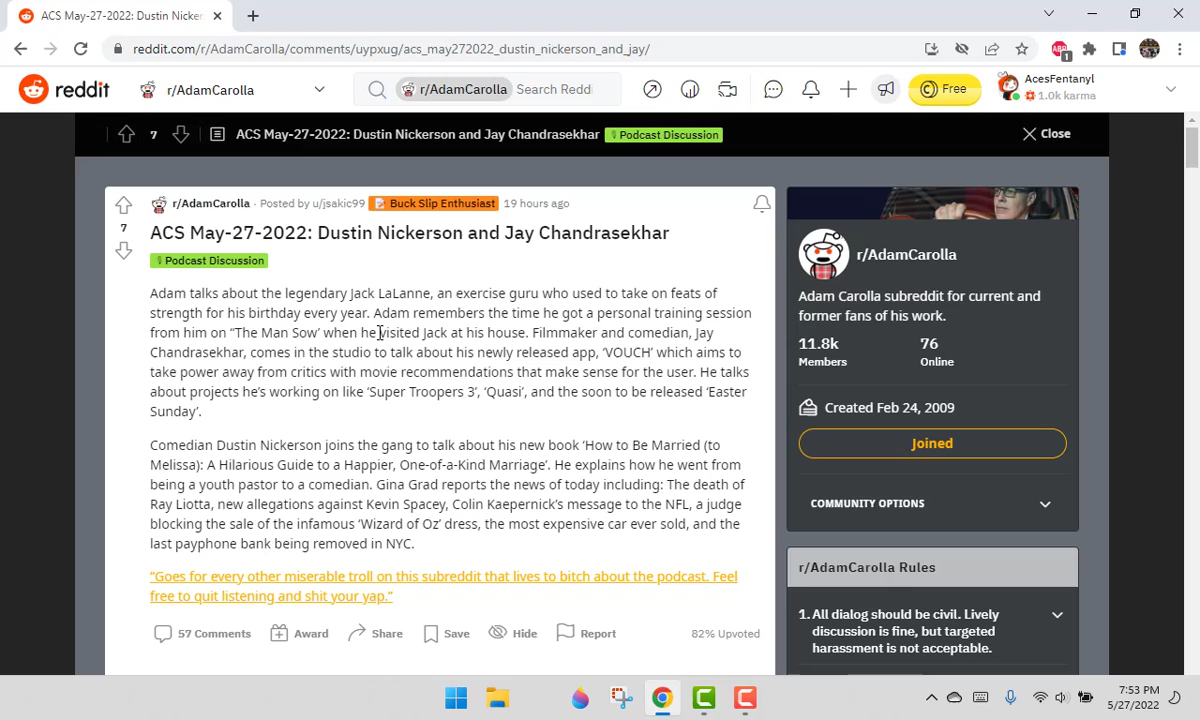 ACS May-27-2022: Dustin Nicker
reddit.com/r/AdamCarolla/comments/uypxug/acs_may272022_dustin_nickerson_and_jay/
1
reddit
r/AdamCarolla
r/AdamCarolla Search Reddi
Free
AcesFentanyl
1.0k karma
7
ACS May-27-2022: Dustin Nickerson and Jay Chandrasekhar
Podcast Discussion
Close
r/AdamCarolla · Posted by u/jsakic99 Buck Slip Enthusiast 19 hours ago
7
ACS May-27-2022: Dustin Nickerson and Jay Chandrasekhar
Podcast Discussion
Adam talks about the legendary Jack LaLanne, an exercise guru who used to take on feats of
strength for his birthday every year. Adam remembers the time he got a personal training session
from him on “The Man Sow’ when he visited Jack at his house. Filmmaker and comedian, Jay
Chandrasekhar, comes in the studio to talk about his newly released app, ‘VOUCH’ which aims to
take power away from critics with movie recommendations that make sense for the user. He talks
about projects he’s working on like ‘Super Troopers 3’, ‘Quasi’, and the soon to be released ‘Easter
Sunday’.
Comedian Dustin Nickerson joins the gang to talk about his new book ‘How to Be Married (to
Melissa): A Hilarious Guide to a Happier, One-of-a-Kind Marriage’. He explains how he went from
being a youth pastor to a comedian. Gina Grad reports the news of today including: The death of
Ray Liotta, new allegations against Kevin Spacey, Colin Kaepernick’s message to the NFL, a judge
blocking the sale of the infamous ‘Wizard of Oz’ dress, the most expensive car ever sold, and the
last payphone bank being removed in NYC.
“Goes for every other miserable troll on this subreddit that lives to bitch about the podcast. Feel
free to quit listening and shit your yap.”
57 Comments
Award
Share
Save
Hide
Report
82% Upvoted
r/AdamCarolla
Adam Carolla subreddit for current and
former fans of his work.
11.8k
Members
76
Online
Created Feb 24, 2009
Joined
COMMUNITY OPTIONS
r/AdamCarolla Rules
1. All dialog should be civil. Lively
discussion is fine, but targeted
harassment is not acceptable.
7:53 PM
5/27/2022